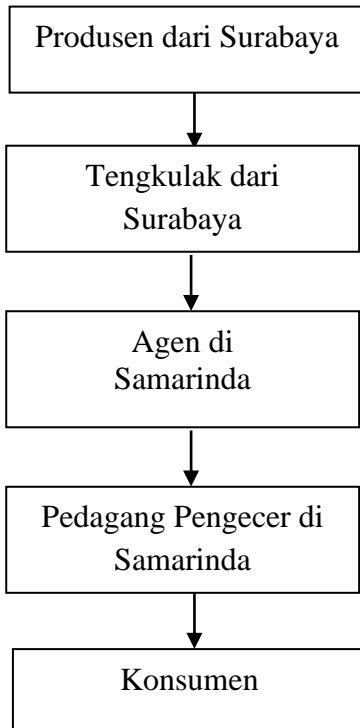 Produsen dari Surabaya
Tengkulak dari
Surabaya
Agen di
Samarinda
Pedagang Pengecer di
Samarinda
Konsumen